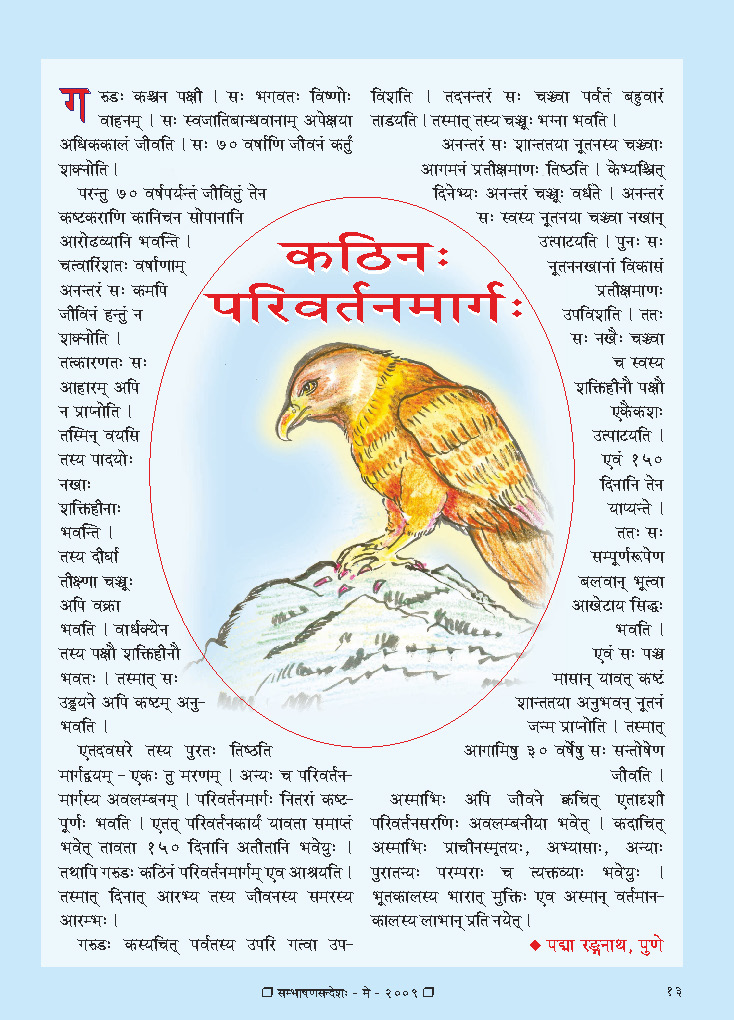 कठिनः
परिवर्तनमार्गः
गरुडः कश्चन पक्षी । सः भगवतः विष्णोः
वाहनम् । सः स्वजातिबान्धवानाम् अपेक्षया
अधिककालं जीवति । सः ७० वर्षाणि जीवनं कर्तुं
शक्नोति ।
परन्तु ७० वर्षपर्यन्तं जीवितुं तेन
कष्टकराणि कानिचन सोपानानि
आरोढव्यानि भवन्ति ।
चत्वारिंशतः वर्षाणाम्
अनन्तरं सः कमपि
जीविनं हन्तुं न
शक्नोति ।
तत्कारणतः सः
आहारम् अपि
न प्राप्नोति ।
तस्मिन् वयसि
तस्य पादयोः
नखाः
शक्तिहीनाः
भवन्ति ।
तस्य दीर्घा
तीक्ष्णा चञ्चूः
अपि वक्रा
भवति । वार्धक्येन
तस्य पक्षौ शक्तिहीनौ
भवतः । तस्मात् सः
उड्डयने अपि कष्टम् अनु-
भवति ।
एतदवसरे तस्य पुरतः तिष्ठति
मार्गद्वयम् - एकः तु मरणम् । अन्यः च परिवर्तन-
मार्गस्य अवलम्बनम् । परिवर्तनमार्गः नितरां कष्ट-
पूर्णः भवति । एतत् परिवर्तनकार्यं यावता समाप्तं
भवेत् तावता १५० दिनानि अतीतानि भवेयुः ।
तथापि गरुडः कठिनं परिवर्तनमार्गम् एव आश्रयति ।
तस्मात् दिनात् आरभ्य तस्य जीवनस्य समरस्य
आरम्भः ।
गरुडः कस्यचित् पर्वतस्य उपरि गत्वा उप-
विशति । तदनन्तरं सः चञ्च्वा पर्वतं बहुवारं
ताडयति । तस्मात् तस्य चञ्चूः भग्ना भवति ।
अनन्तरं सः शान्ततया नूतनस्य चञ्च्वाः
आगमनं प्रतीक्षमाणः तिष्ठति । केभ्यश्चित्
दिनेभ्यः अनन्तरं चञ्चूः वर्धते । अनन्तरं
सः स्वस्य नूतनया चञ्च्वा नखान्
उत्पाटयति । पुनः सः
नूतननखानां विकासं
प्रतीक्षमाणः
उपविशति । ततः
सः नखैः चञ्च्वा
च स्वस्य
शक्तिहीनौ पक्षौ
एकैकशः
उत्पाटयति ।
एवं १५०
दिनानि तेन
याप्यन्ते ।
ततः सः
सम्पूर्णरूपेण
बलवान् भूत्वा
आखेटाय सिद्धः
भवति ।
एवं सः पञ्च
मासान् यावत् कष्टं
शान्ततया अनुभवन् नूतनं
जन्म प्राप्नोति । तस्मात्
आगामिषु ३० वर्षेषु सः सन्तोषेण
जीवति ।
अस्माभिः अपि जीवने क्वचित् एतादृशी
परिवर्तनसरणिः अवलम्बनीया भवेत् । कदाचित्
अस्माभिः प्राचीनस्मृतयः, अभ्यासाः, अन्याः
पुरातन्यः परम्पराः च त्यक्तव्याः भवेयुः ।
भूतकालस्य भारात् मुक्तिः एव अस्मान् वर्तमान-
कालस्य लाभान् प्रति नयेत् ।
◆ पद्मा रङ्गनाथ, पुणे
❐ सम्भाषणसन्देशः - मे - २००९ ❐
१३